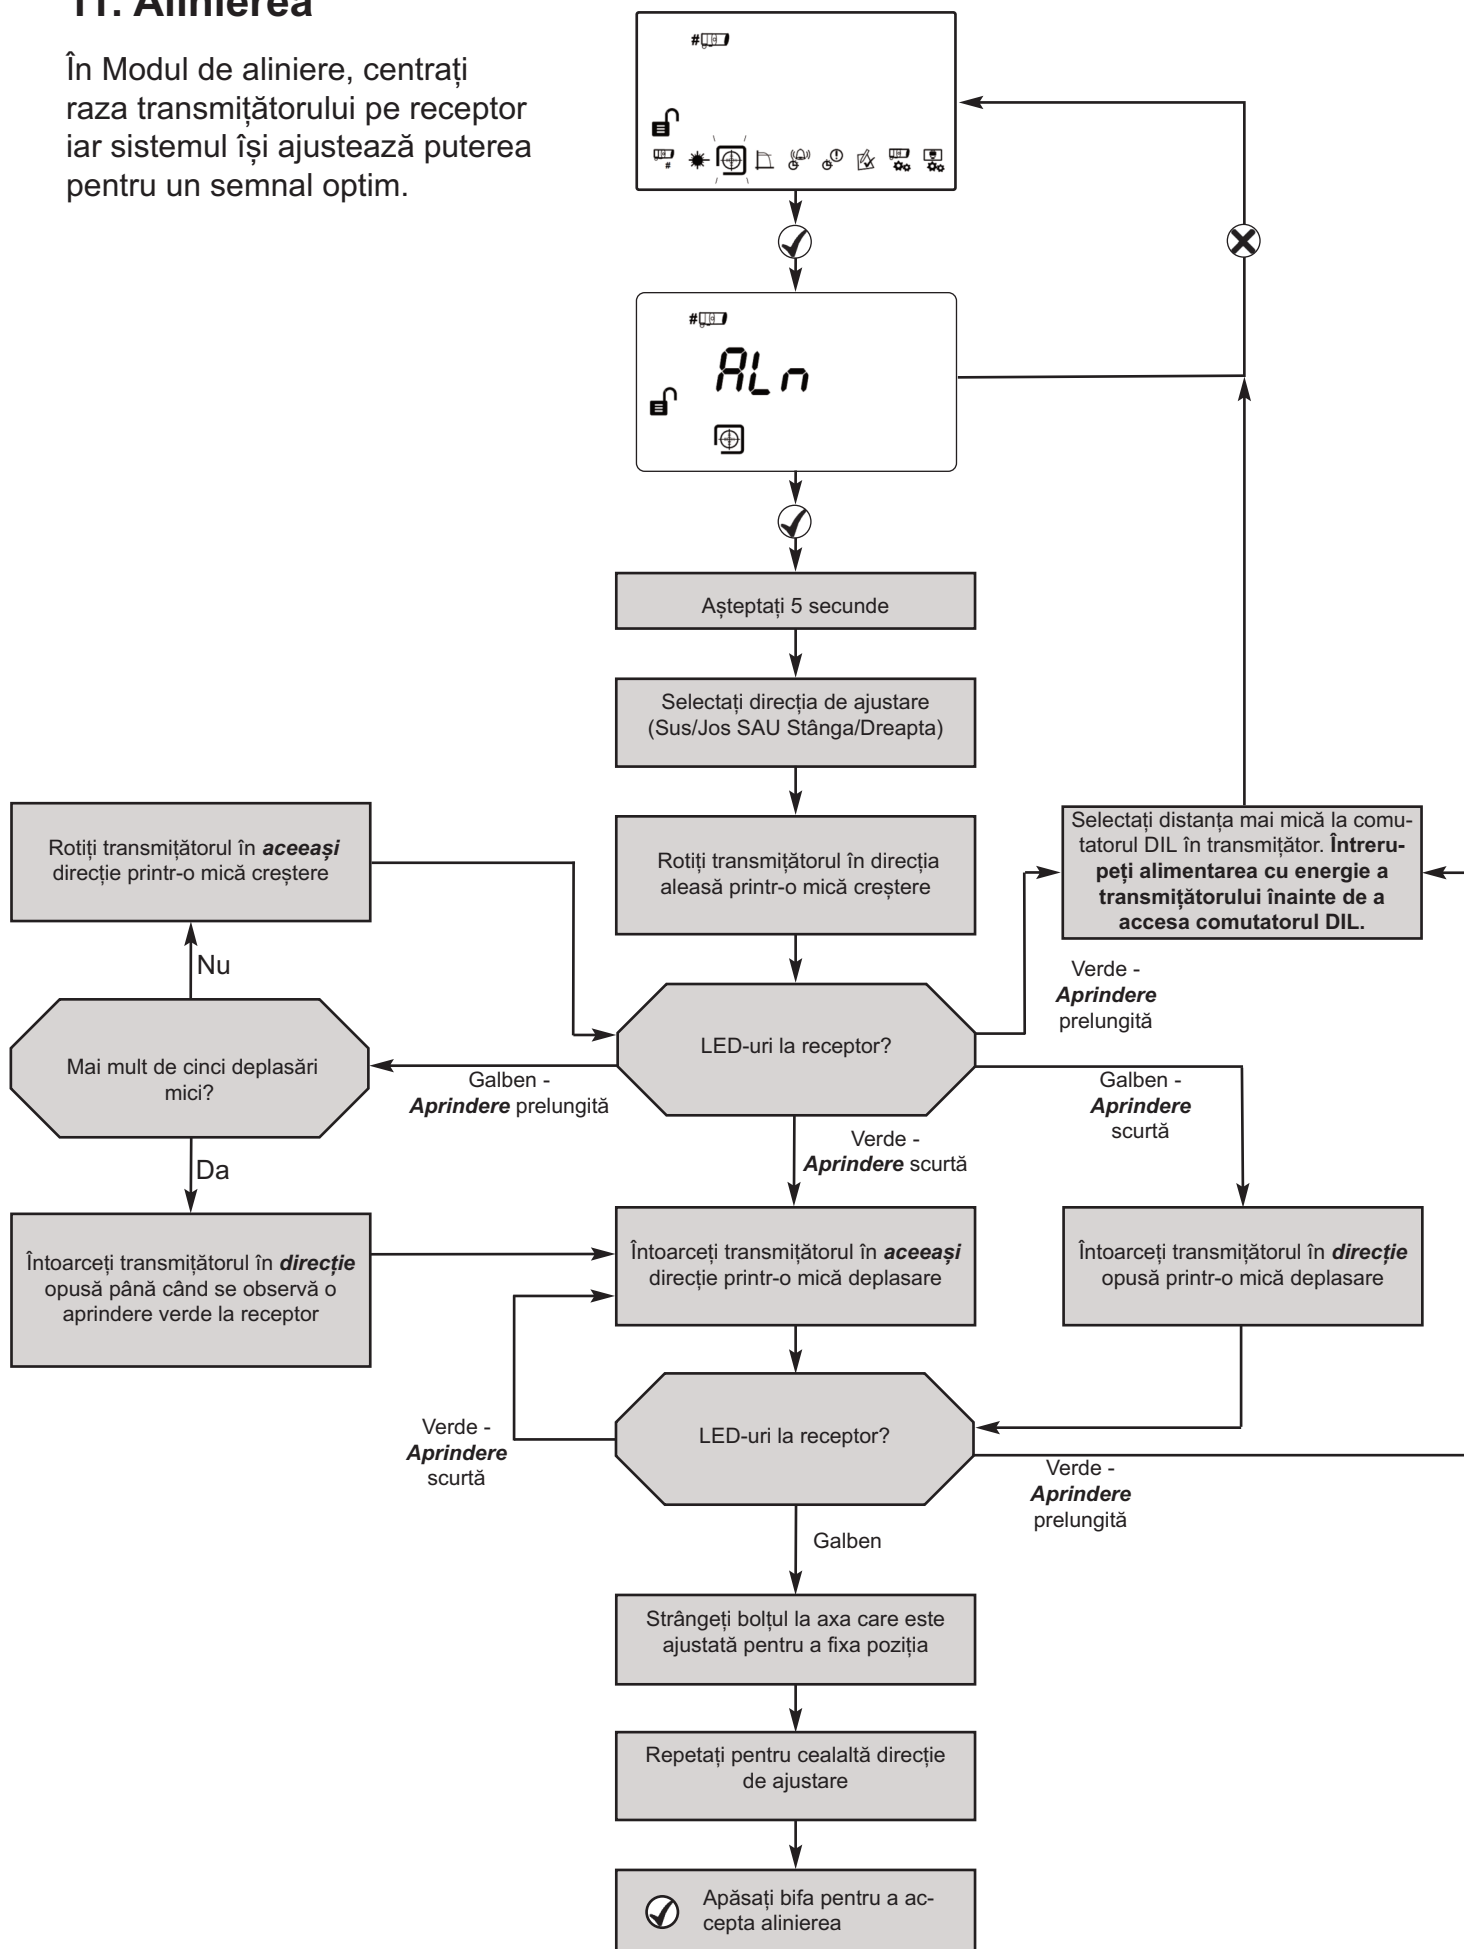 11. Alinierea
În Modul de aliniere, centrați
raza transmițătorului pe receptor
iar sistemul își ajustează puterea
pentru un semnal optim.
#
#
#
ALn
Așteptați 5 secunde
Selectați direcția de ajustare
(Sus/Jos SAU Stânga/Dreapta)
Rotiți transmițătorul în aceeași
direcție printr-o mică creștere
Rotiți transmițătorul în direcția
aleasă printr-o mică creștere
Selectați distanța mai mică la comu-
tatorul DIL în transmițător. Întreru-
peți alimentarea cu energie a
transmițătorului înainte de a
accesa comutatorul DIL.
Nu
Verde -
Aprindere
prelungită
LED-uri la receptor?
Mai mult de cinci deplasări
mici?
Galben -
Aprindere prelungită
Galben -
Aprindere
scurtă
Verde -
Aprindere scurtă
Da
Întoarceți transmițătorul în direcție
opusă până când se observă o
aprindere verde la receptor
Întoarceți transmițătorul în aceeași
direcție printr-o mică deplasare
Întoarceți transmițătorul în direcție
opusă printr-o mică deplasare
Verde -
Aprindere
scurtă
LED-uri la receptor?
Verde -
Aprindere
prelungită
Galben
Strângeți bolțul la axa care este
ajustată pentru a fixa poziția
Repetați pentru cealaltă direcție
de ajustare
Apăsați bifa pentru a ac-
cepta alinierea